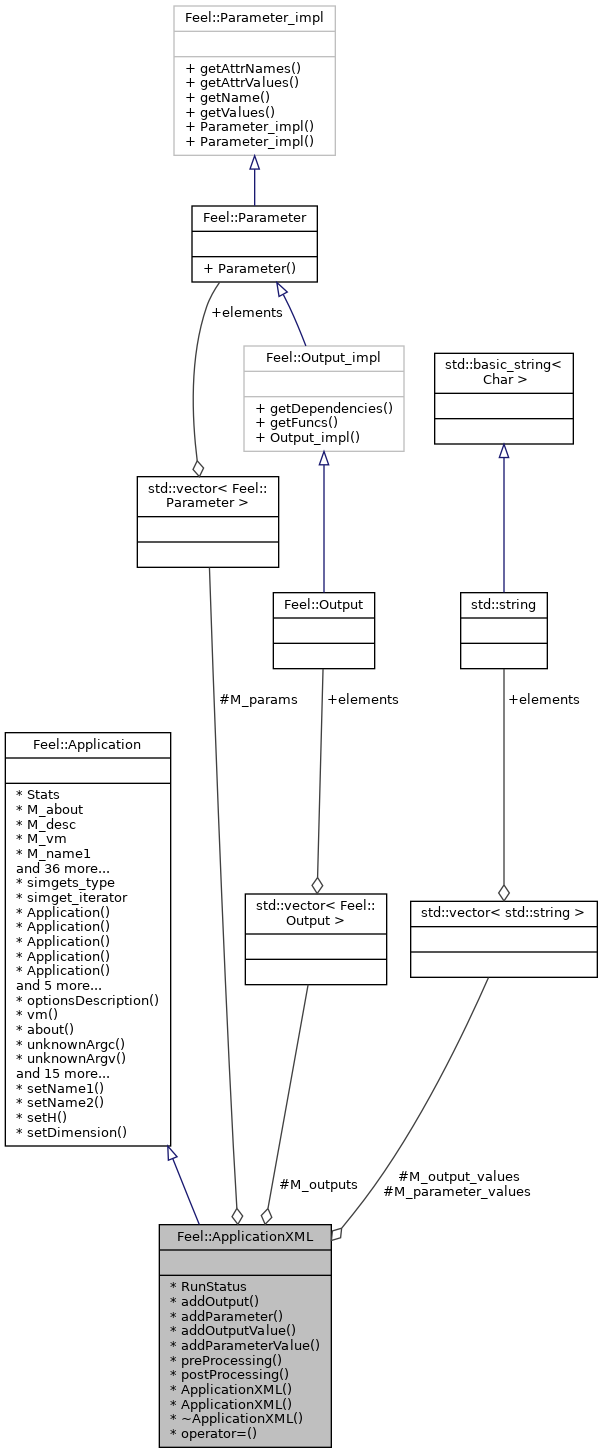 Feel::Parameter_impl
+ getAttrNames()
+ getAttrValues()
+ getName()
+ getValues()
+ Parameter_impl()
+ Parameter_impl()
Feel::Parameter
+ Parameter()
+elements
Feel::Output_impl
+ getDependencies()
+ getFuncs()
+ Output_impl()
std::basic_string<
Char >
std::vector< Feel::
Parameter >
Feel::Output
std::string
#M_params
+elements
+elements
Feel::Application
* Stats
* M_about
* M_desc
* M_vm
* M_name1
and 36 more...
* simgets_type
* simget_iterator
* Application()
* Application()
* Application()
* Application()
* Application()
and 5 more...
* optionsDescription()
* vm()
* about()
* unknownArgc()
* unknownArgv()
and 15 more...
* setName1()
* setName2()
* setH()
* setDimension()
std::vector< Feel::
Output >
std::vector< std::string >
#M_outputs
#M_output_values
#M_parameter_values
Feel::ApplicationXML
* RunStatus
* addOutput()
* addParameter()
* addOutputValue()
* addParameterValue()
* preProcessing()
* postProcessing()
* ApplicationXML()
* ApplicationXML()
* ~ApplicationXML()
* operator=()